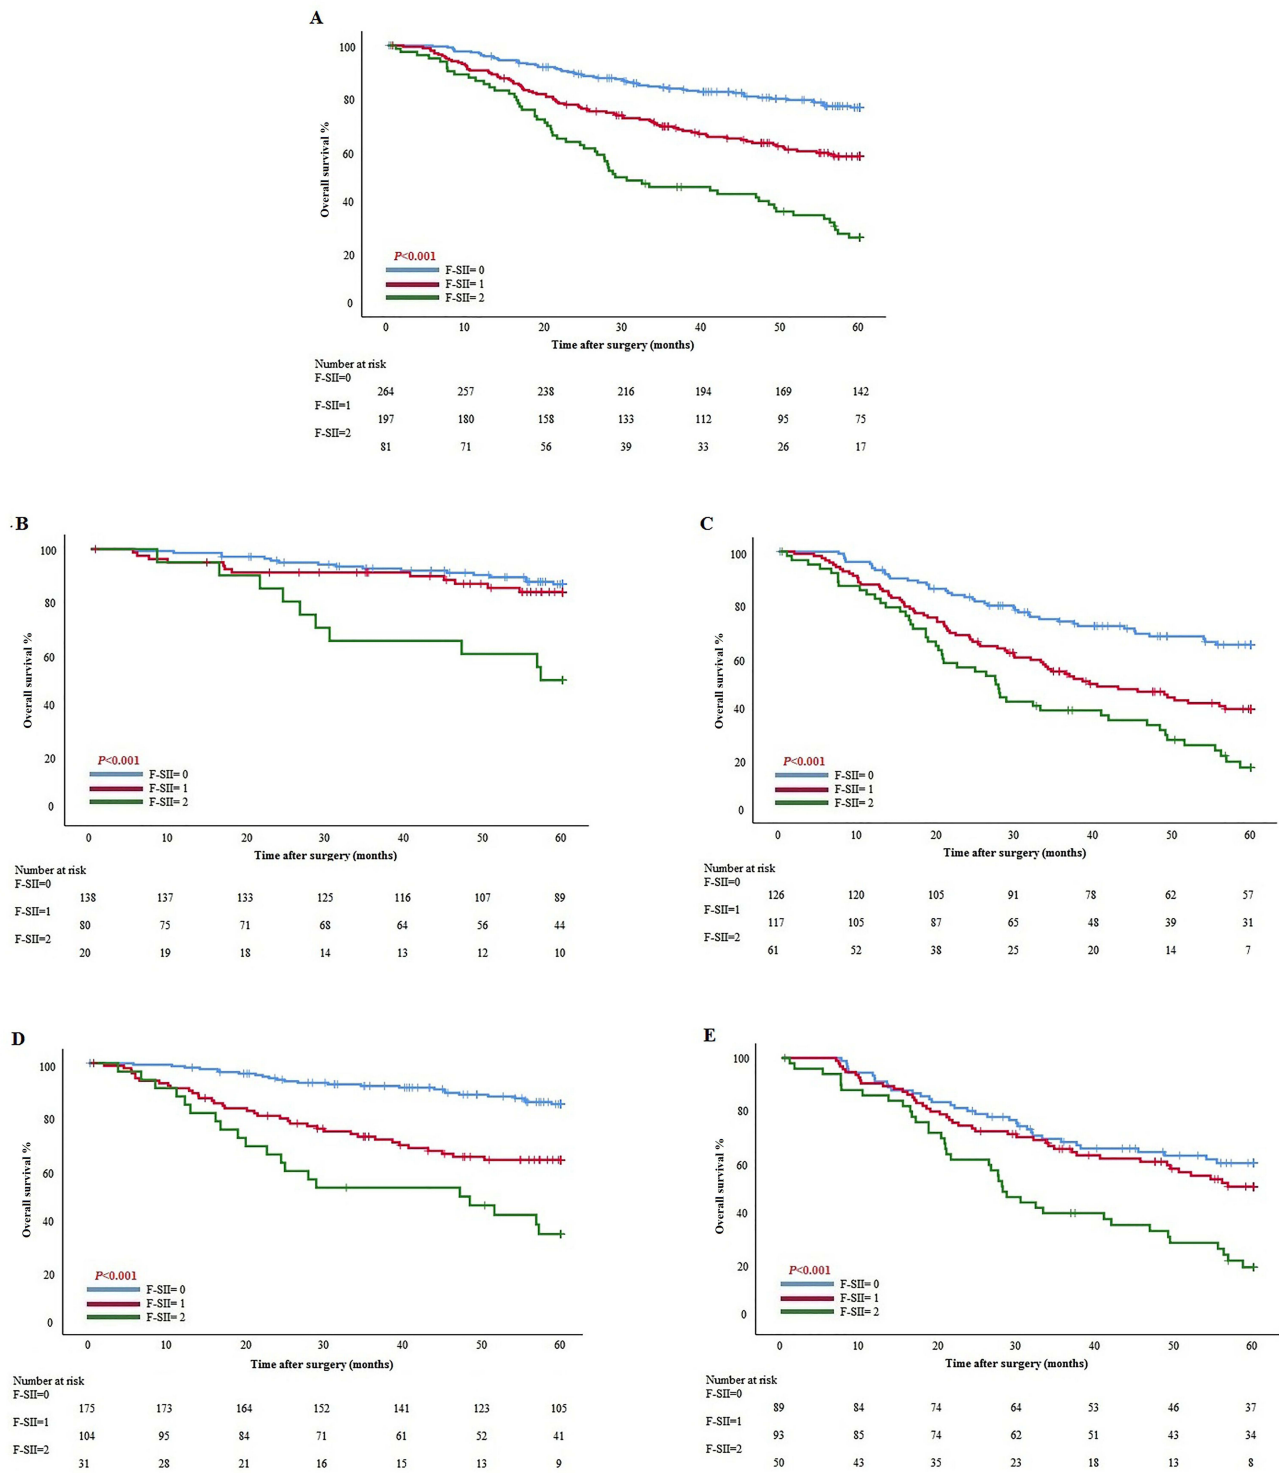 A
Overall survival %
100
80
60
40
20
0
P<0.001
F-SII= 0
F-SII= 1
F-SII= 2
0 10 20 30 40 50 60
Time after surgery (months)
Number at risk
F-SII=0
264 257 238 216 194 169 142
F-SII=1
197 180 158 133 112 95 75
F-SII=2
81 71 56 39 33 26 17
B
Overall survival %
100
80
60
40
20
0
P<0.001
F-SII= 0
F-SII= 1
F-SII= 2
0 10 20 30 40 50 60
Time after surgery (months)
Number at risk
F-SII=0
138 137 133 125 116 107 89
F-SII=1
80 75 71 68 64 56 44
F-SII=2
20 19 18 14 13 12 10
C
Overall survival %
100
80
60
40
20
0
P<0.001
F-SII= 0
F-SII= 1
F-SII= 2
0 10 20 30 40 50 60
Time after surgery (months)
Number at risk
F-SII=0
126 120 105 91 78 62 57
F-SII=1
117 105 87 65 48 39 31
F-SII=2
61 52 38 25 20 14 7
D
Overall survival %
100
80
60
40
20
0
P<0.001
F-SII= 0
F-SII= 1
F-SII= 2
0 10 20 30 40 50 60
Time after surgery (months)
Number at risk
F-SII=0
175 173 164 152 141 123 105
F-SII=1
104 95 84 71 61 52 41
F-SII=2
31 28 21 16 15 13 9
E
Overall survival %
100
80
60
40
20
0
P<0.001
F-SII= 0
F-SII= 1
F-SII= 2
0 10 20 30 40 50 60
Time after surgery (months)
Number at risk
F-SII=0
89 84 74 64 53 46 37
F-SII=1
93 85 74 62 51 43 34
F-SII=2
50 43 35 23 18 13 8